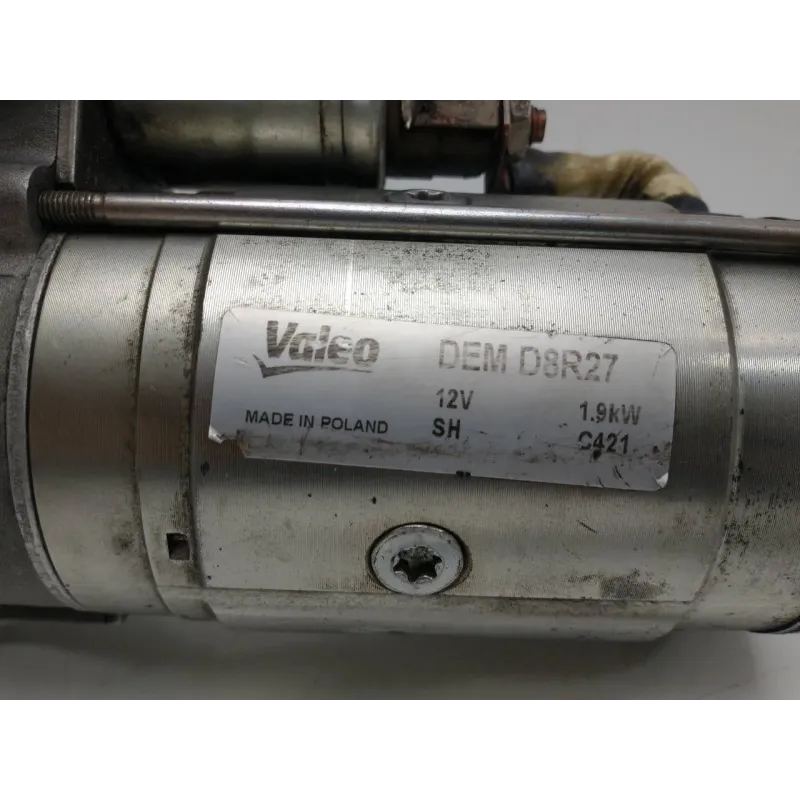 Valeo DEM D8R27
12V 1.9kW
MADE IN POLAND SH C421